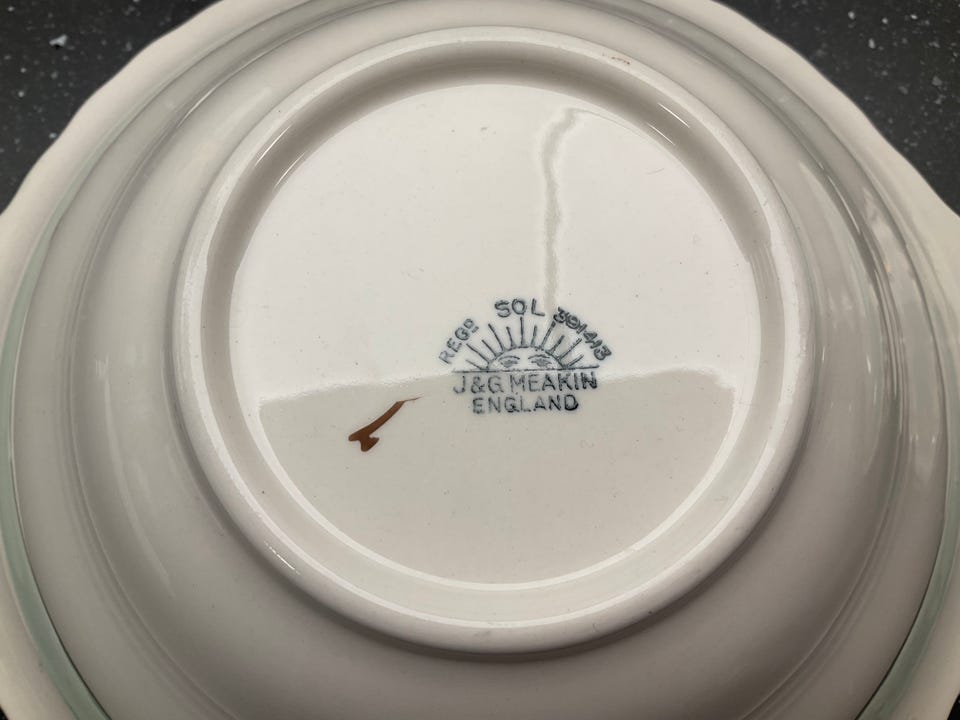 REGD SOL 391413
J&G MEAKIN
ENGLAND